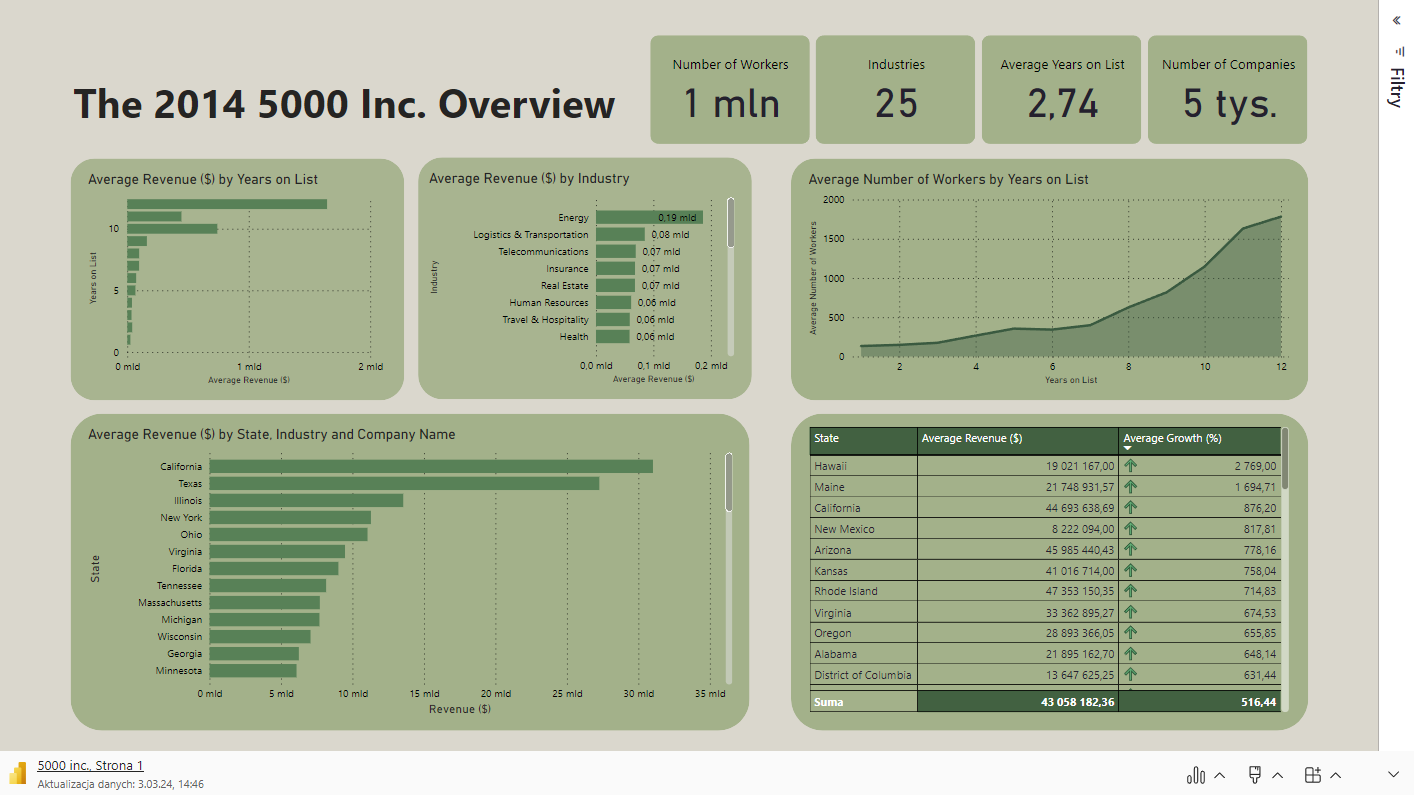 Number of Workers
1 mln
Industries
25
Average Years on List
2,74
Number of Companies
5 tys.
Filtry
The 2014 5000 Inc. Overview
Average Revenue ($) by Years on List
Years on List
10
5
0
0 mld 1 mld 2 mld
Average Revenue ($)
Average Revenue ($) by Industry
Industry
Energy 0,19 mld
Logistics & Transportation 0,08 mld
Telecommunications 0,07 mld
Insurance 0,07 mld
Real Estate 0,07 mld
Human Resources 0,06 mld
Travel & Hospitality 0,06 mld
Health 0,06 mld
0,0 mld 0,1 mld 0,2 mld
Average Revenue ($)
Average Number of Workers by Years on List
Average Number of Workers
2000
1500
1000
500
0
2 4 6 8 10 12
Years on List
Average Revenue ($) by State, Industry and Company Name
State
California
Texas
Illinois
New York
Ohio
Virginia
Florida
Tennessee
Massachusetts
Michigan
Wisconsin
Georgia
Minnesota
0 mld 5 mld 10 mld 15 mld 20 mld 25 mld 30 mld 35 mld
Revenue ($)
State Average Revenue ($) Average Growth (%)
Hawaii 19 021 167,00 2 769,00
Maine 21 748 931,57 1 694,71
California 44 693 638,69 876,20
New Mexico 8 222 094,00 817,81
Arizona 45 985 440,43 778,16
Kansas 41 016 714,00 758,04
Rhode Island 47 353 150,35 714,83
Virginia 33 362 895,27 674,53
Oregon 28 893 366,05 655,85
Alabama 21 895 162,70 648,14
District of Columbia 13 647 625,25 631,44
Suma 43 058 182,36 516,44
5000 inc., Strona 1
Aktualizacja danych: 3.03.24, 14:46